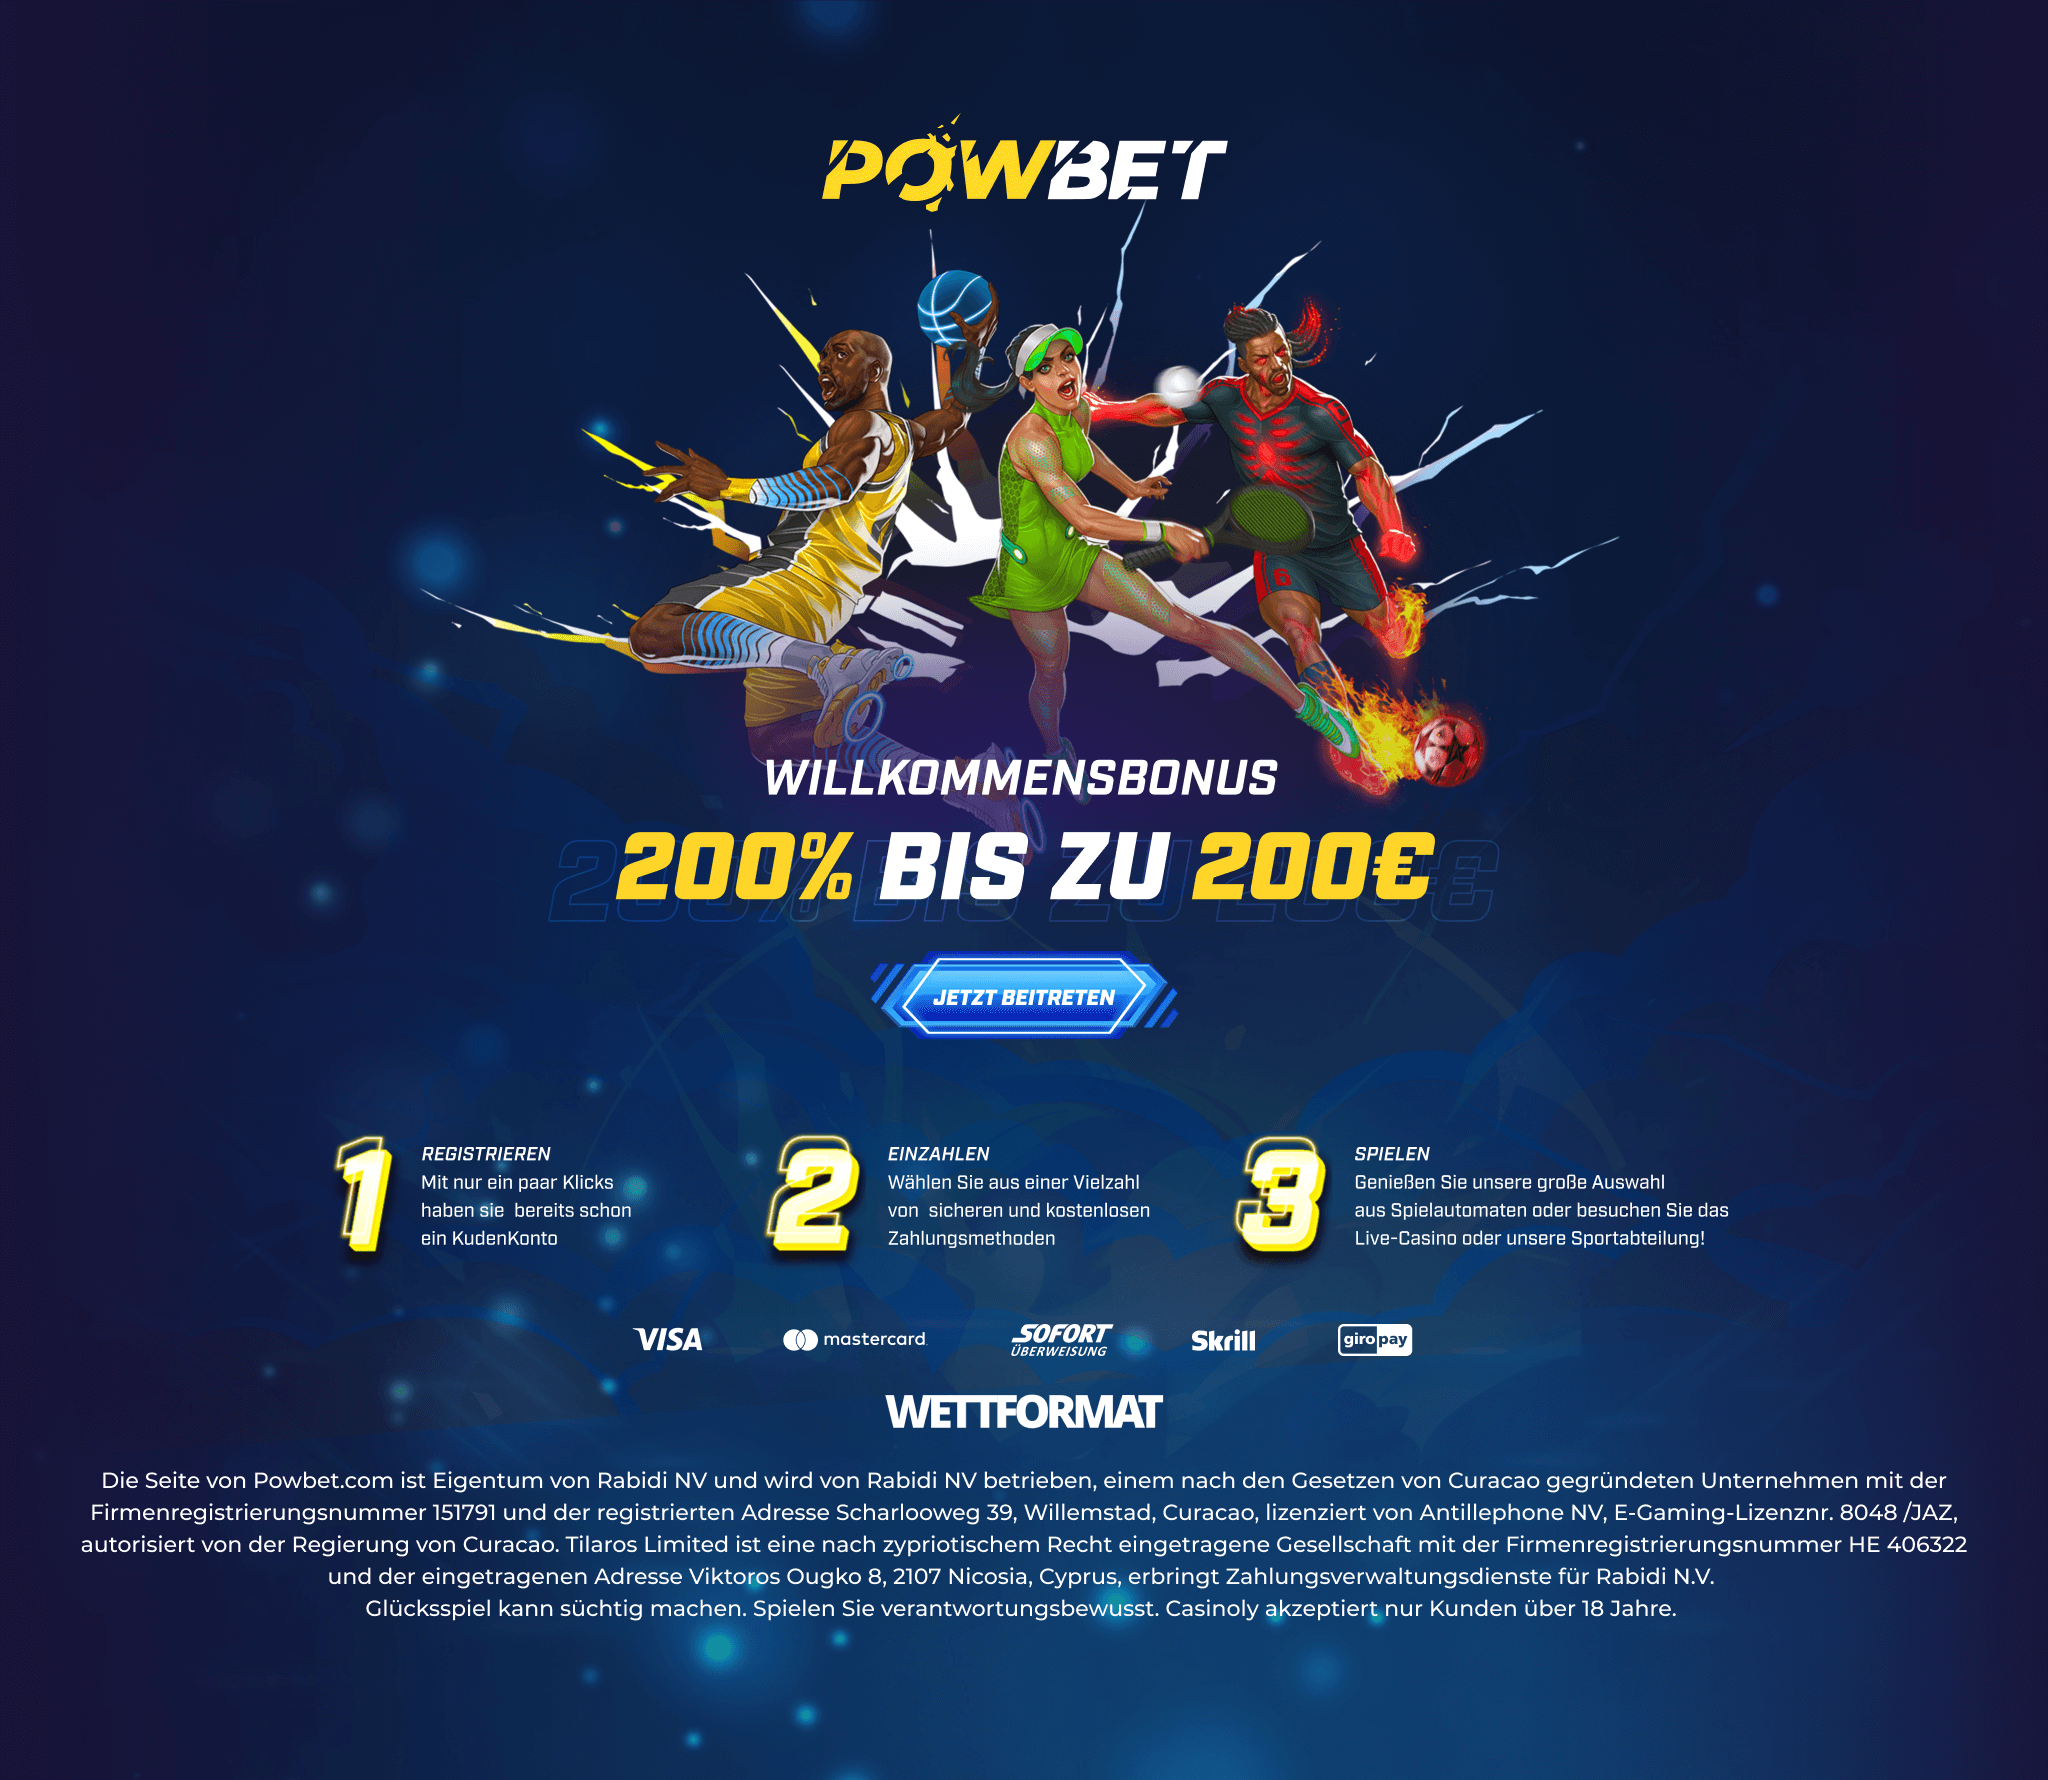 POWBET
6
WILLKOMMENSBONUS
200% BIS ZU 200€
JETZT BEITRETEN
1
REGISTRIEREN
Mit nur ein paar Klicks
haben sie  bereits schon
ein KudenKonto
2
EINZAHLEN
Wählen Sie aus einer Vielzahl
von  sicheren und kostenlosen
Zahlungsmethoden
3
SPIELEN
Genießen Sie unsere große Auswahl
aus Spielautomaten oder besuchen Sie das
Live-Casino oder unsere Sportabteilung!
VISA mastercard SOFORT ÜBERWEISUNG Skrill giropay
WETTFORMAT
Die Seite von Powbet.com ist Eigentum von Rabidi NV und wird von Rabidi NV betrieben, einem nach den Gesetzen von Curacao gegründeten Unternehmen mit der
Firmenregistrierungsnummer 151791 und der registrierten Adresse Scharlooweg 39, Willemstad, Curacao, lizenziert von Antillephone NV, E-Gaming-Lizenznr. 8048 /JAZ,
autorisiert von der Regierung von Curacao. Tilaros Limited ist eine nach zypriotischem Recht eingetragene Gesellschaft mit der Firmenregistrierungsnummer HE 406322
und der eingetragenen Adresse Viktoros Ougko 8, 2107 Nicosia, Cyprus, erbringt Zahlungsverwaltungsdienste für Rabidi N.V.
Glücksspiel kann süchtig machen. Spielen Sie verantwortungsbewusst. Casinoly akzeptiert nur Kunden über 18 Jahre.